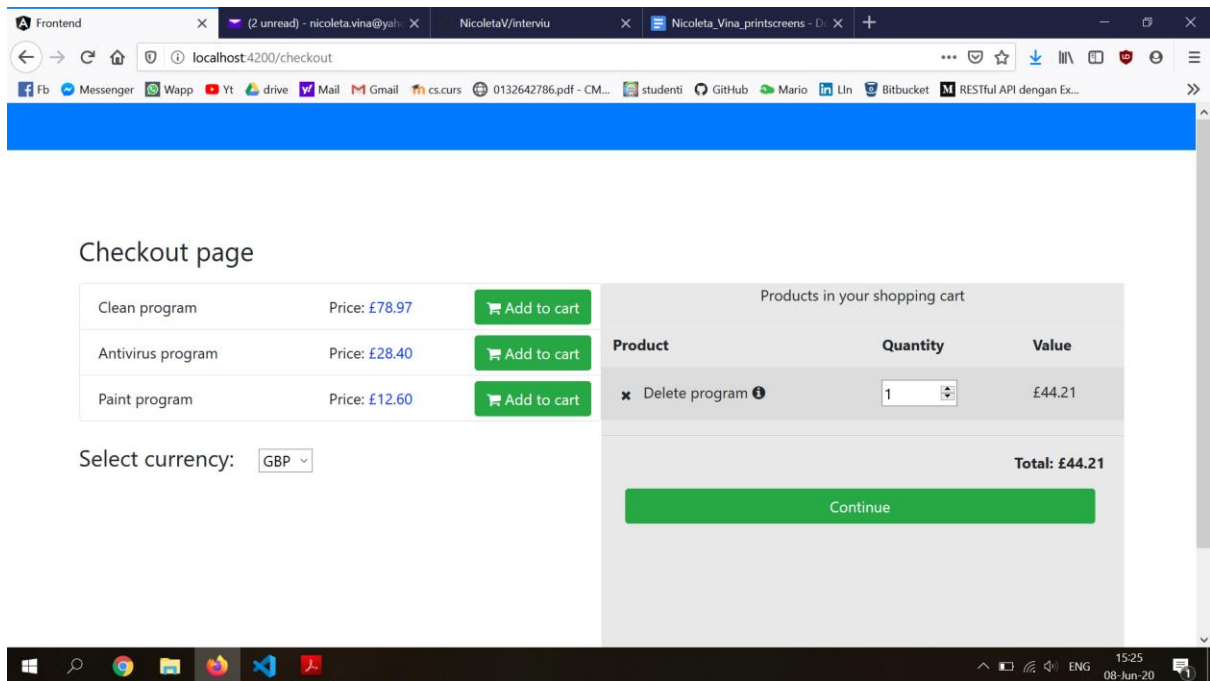 Frontend
(2 unread) - nicoleta.vina@yah
NicoletaV/interviu
Nicoleta_Vina_printscreens - Do
localhost:4200/checkout
Fb Messenger Wapp Yt drive Mail Gmail cs.curs 0132642786.pdf - CM... studenti GitHub Mario LIn Bitbucket RESTful API dengan Ex...
Checkout page
Clean program Price: £78.97 Add to cart
Antivirus program Price: £28.40 Add to cart
Paint program Price: £12.60 Add to cart
Select currency: GBP
Products in your shopping cart
Product Quantity Value
Delete program 1 £44.21
Total: £44.21
Continue
ENG
15:25
08-Jun-20
1